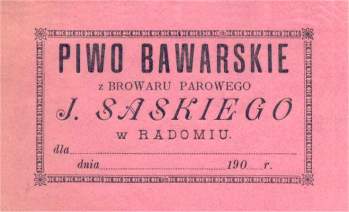 PIWO BAWARSKIE
z BROWARU PAROWEGO
J. SASKIEGO
w RADOMIU.
dla
dnia 190 r.